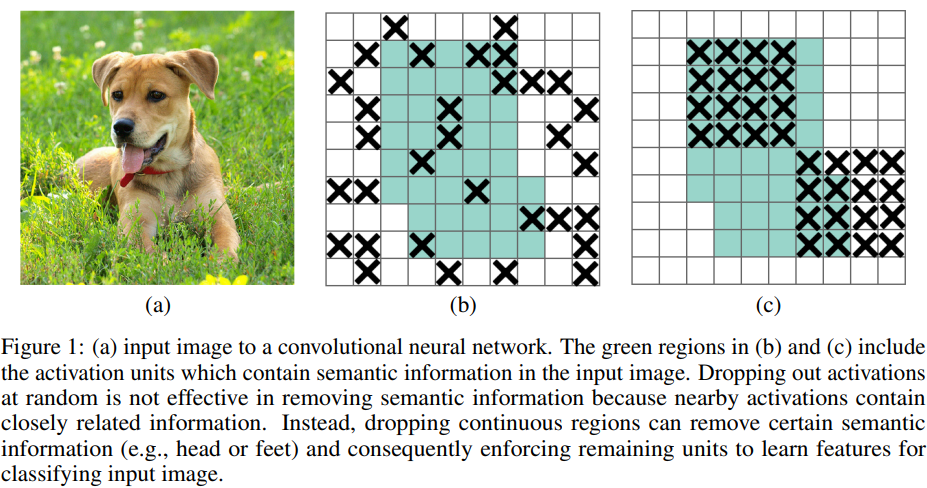 (a)
(b)
(c)
Figure 1: (a) input image to a convolutional neural network. The green regions in (b) and (c) include
the activation units which contain semantic information in the input image. Dropping out activations
at random is not effective in removing semantic information because nearby activations contain
closely related information. Instead, dropping continuous regions can remove certain semantic
information (e.g., head or feet) and consequently enforcing remaining units to learn features for
classifying input image.